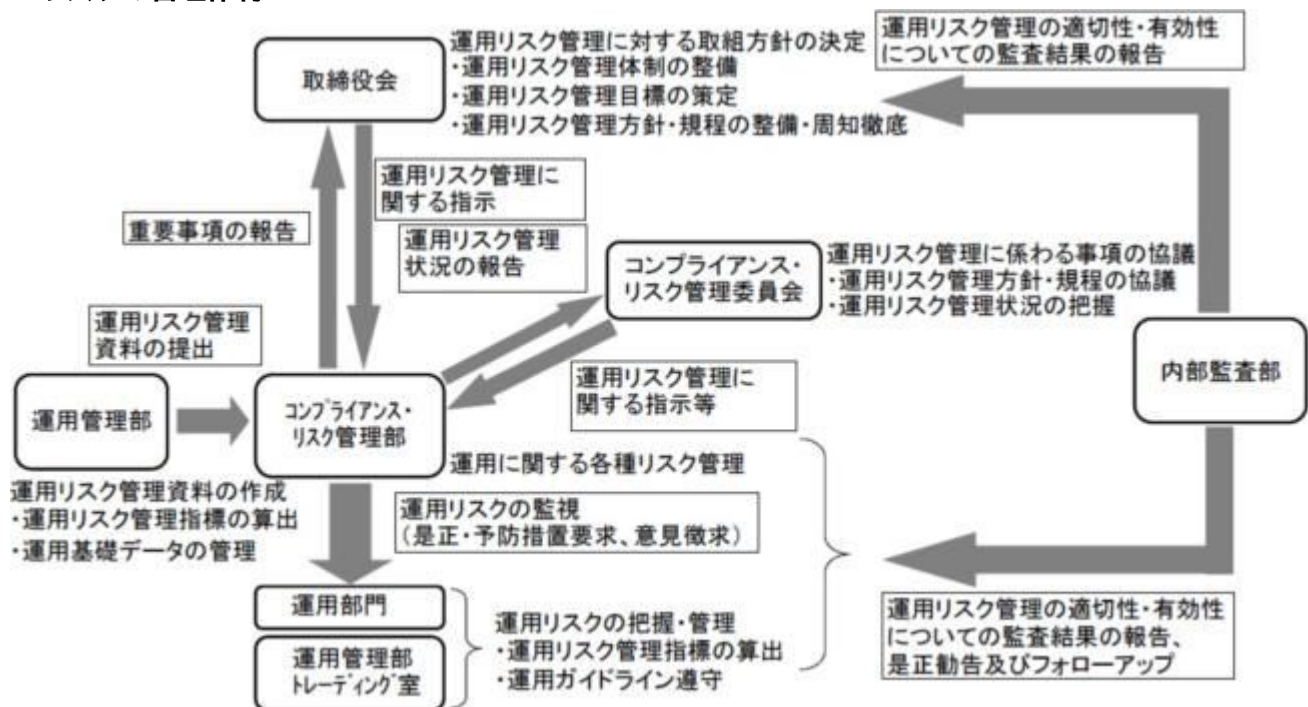 取締役会
運用リスク管理に対する取組方針の決定
・運用リスク管理体制の整備
・運用リスク管理目標の策定
・運用リスク管理方針・規程の整備・周知徹底
運用リスク管理の適切性・有効性
についての監査結果の報告
運用リスク管理に
関する指示
重要事項の報告
運用リスク管理
状況の報告
コンプライアンス・
リスク管理委員会
運用リスク管理に係わる事項の協議
・運用リスク管理方針・規程の協議
・運用リスク管理状況の把握
運用リスク管理
資料の提出
内部監査部
運用管理部
コンプライアンス・
リスク管理部
運用リスク管理に
関する指示等
運用に関する各種リスク管理
運用リスク管理資料の作成
・運用リスク管理指標の算出
・運用基礎データの管理
運用リスクの監視
(是正・予防措置要求、意見徴求)
運用部門
運用管理部
トレーディング室
運用リスクの把握・管理
・運用リスク管理指標の算出
・運用ガイドライン遵守
運用リスク管理の適切性・有効性
についての監査結果の報告、
是正勧告及びフォローアップ